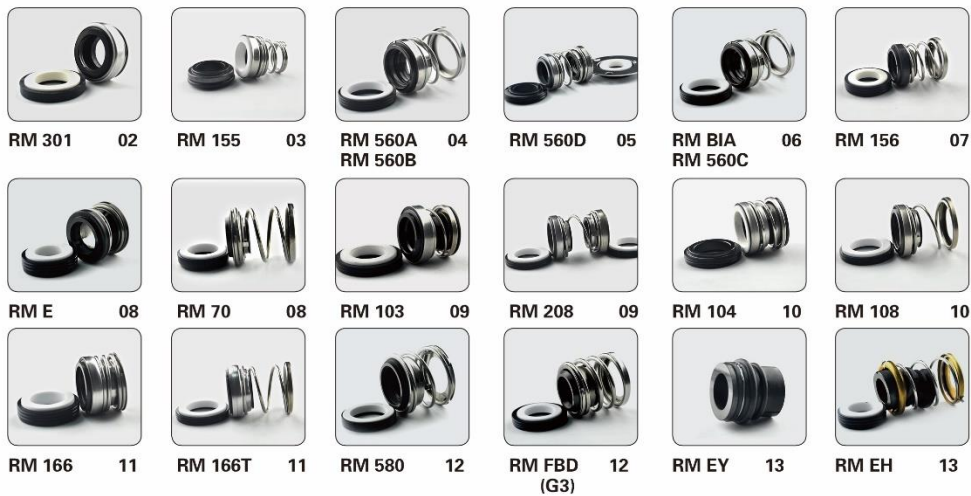 RM 301 02 RM 155 03 RM 560A 04 RM 560D 05 RM BIA 06 RM 156 07
RM 560B RM 560C
RM E 08 RM 70 08 RM 103 09 RM 208 09 RM 104 10 RM 108 10
RM 166 11 RM 166T 11 RM 580 12 RM FBD 12 RM EY 13 RM EH 13
(G3)